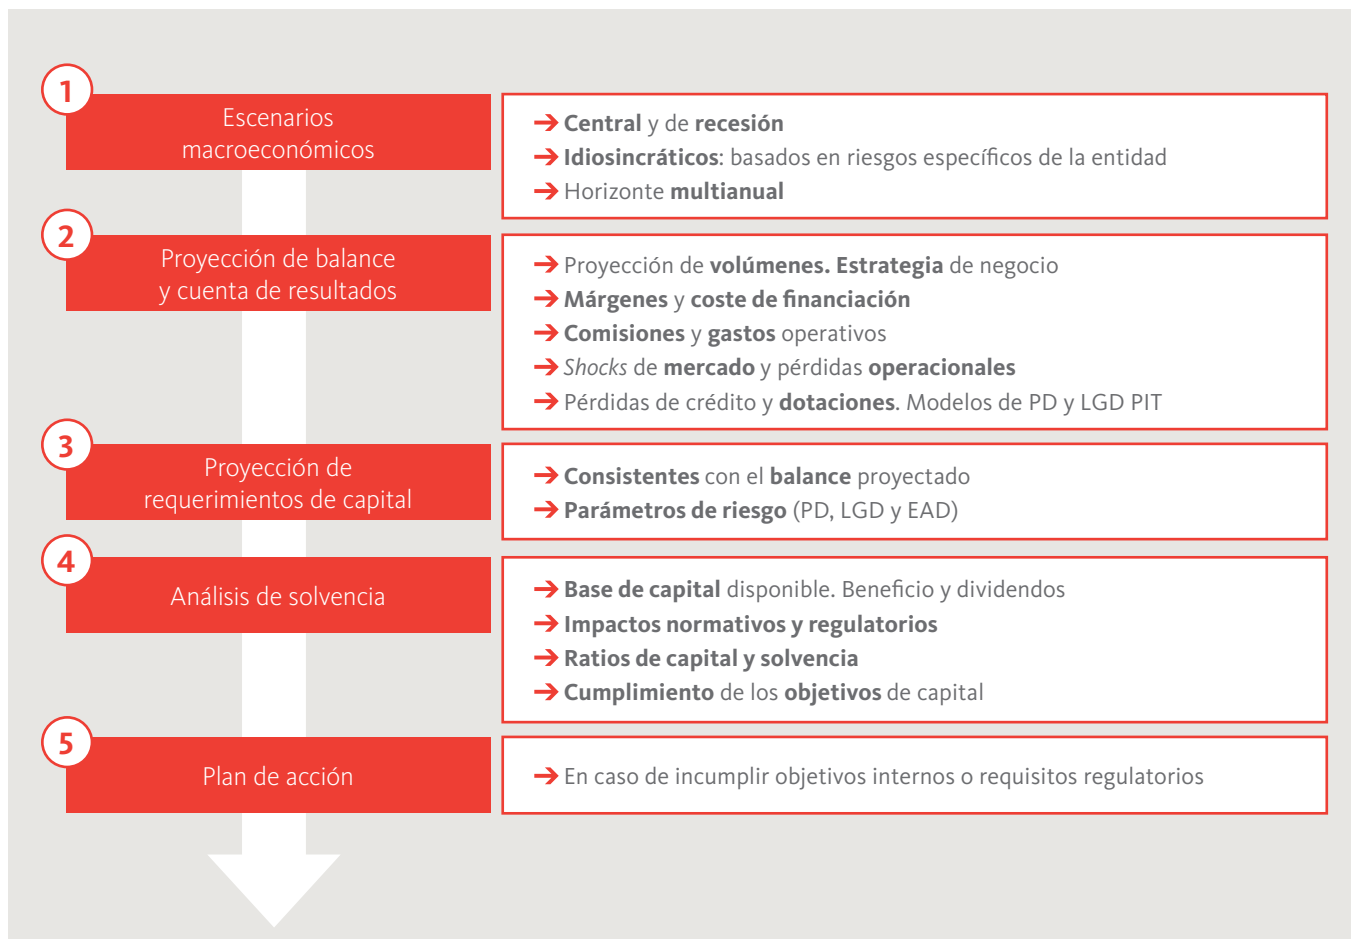 1
Escenarios
macroeconómicos
→ Central y de recesión
→ Idiosincráticos: basados en riesgos específicos de la entidad
→ Horizonte multianual
2
Proyección de balance
y cuenta de resultados
→ Proyección de volúmenes. Estrategia de negocio
→ Márgenes y coste de financiación
→ Comisiones y gastos operativos
→ Shocks de mercado y pérdidas operacionales
→ Pérdidas de crédito y dotaciones. Modelos de PD y LGD PIT
3
Proyección de
requerimientos de capital
→ Consistentes con el balance proyectado
→ Parámetros de riesgo (PD, LGD y EAD)
4
Análisis de solvencia
→ Base de capital disponible. Beneficio y dividendos
→ Impactos normativos y regulatorios
→ Ratios de capital y solvencia
→ Cumplimiento de los objetivos de capital
5
Plan de acción
→ En caso de incumplir objetivos internos o requisitos regulatorios